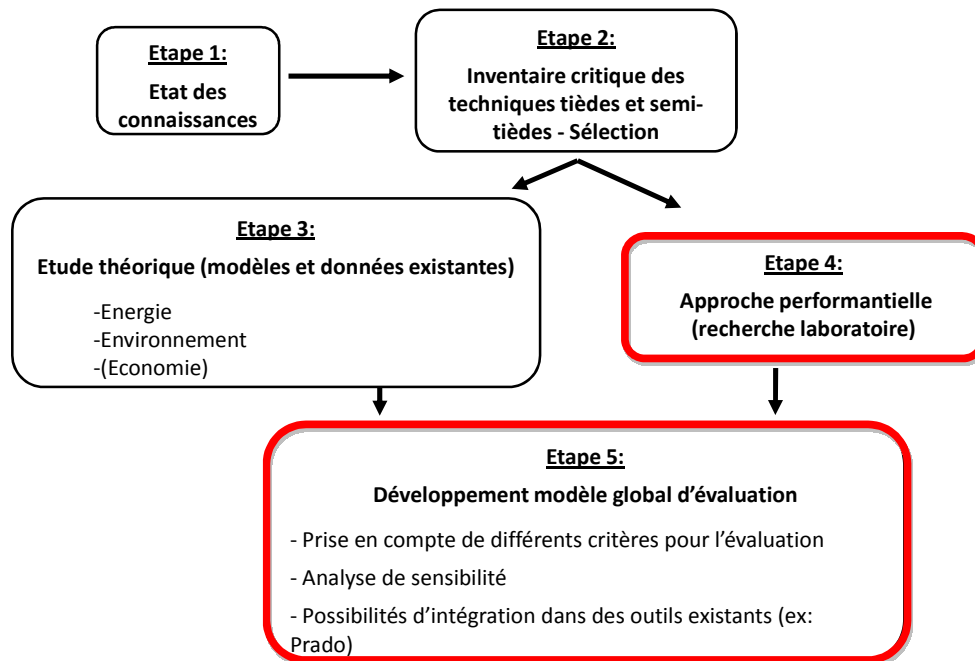 Etape 1:
Etat des
connaissances
Etape 2:
Inventaire critique des
techniques tièdes et semi-
tièdes - Sélection
Etape 3:
Etude théorique (modèles et données existantes)
-Energie
-Environnement
-(Economie)
Etape 4:
Approche performantielle
(recherche laboratoire)
Etape 5:
Développement modèle global d'évaluation
- Prise en compte de différents critères pour l'évaluation
- Analyse de sensibilité
- Possibilités d'intégration dans des outils existants (ex:
Prado)